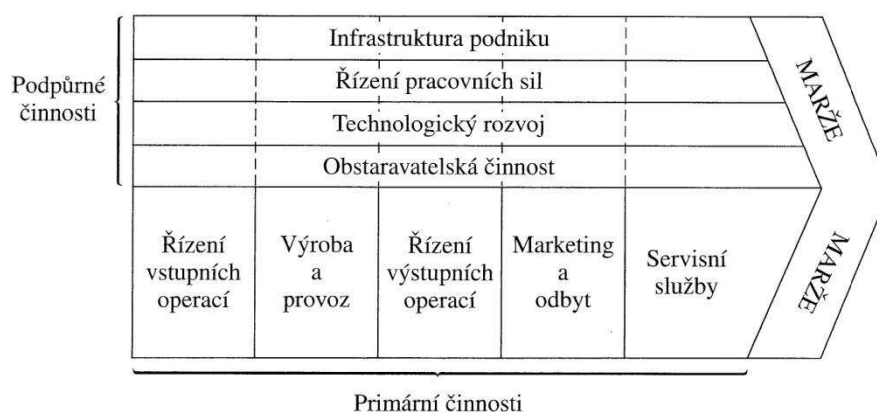 Infrastruktura podniku
Řízení pracovních sil
Technologický rozvoj
Obstaravatelská činnost
Podpůrné
činnosti
MARŽE
Řízení
vstupních
operací
Výroba
a
provoz
Řízení
výstupních
operací
Marketing
a
odbyt
Servisní
služby
MARŽE
Primární činnosti